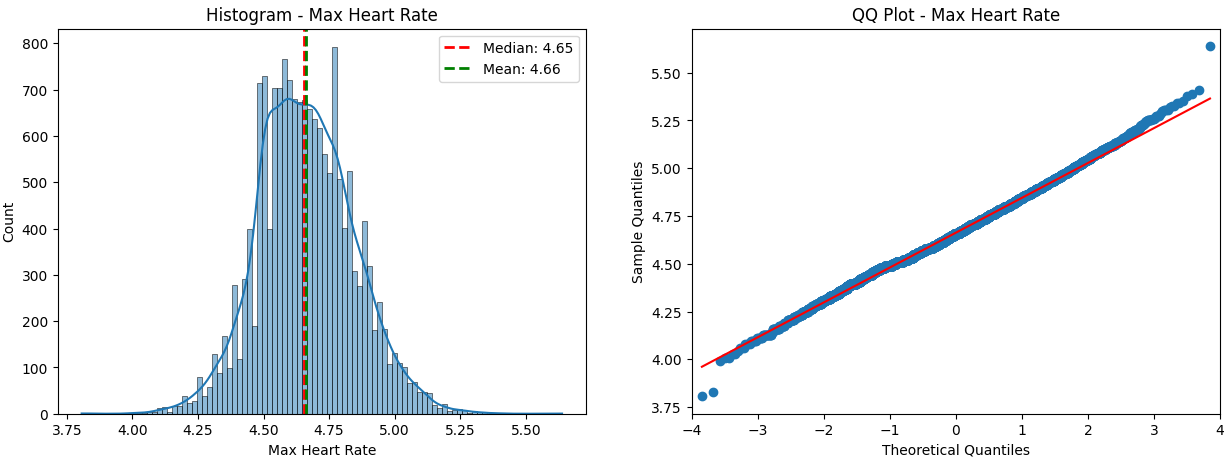 Histogram - Max Heart Rate
Median: 4.65
Mean: 4.66
Count
800
700
600
500
400
300
200
100
0
3.75 4.00 4.25 4.50 4.75 5.00 5.25 5.50
Max Heart Rate
QQ Plot - Max Heart Rate
Sample Quantiles
5.50
5.25
5.00
4.75
4.50
4.25
4.00
3.75
−4 −3 −2 −1 0 1 2 3 4
Theoretical Quantiles